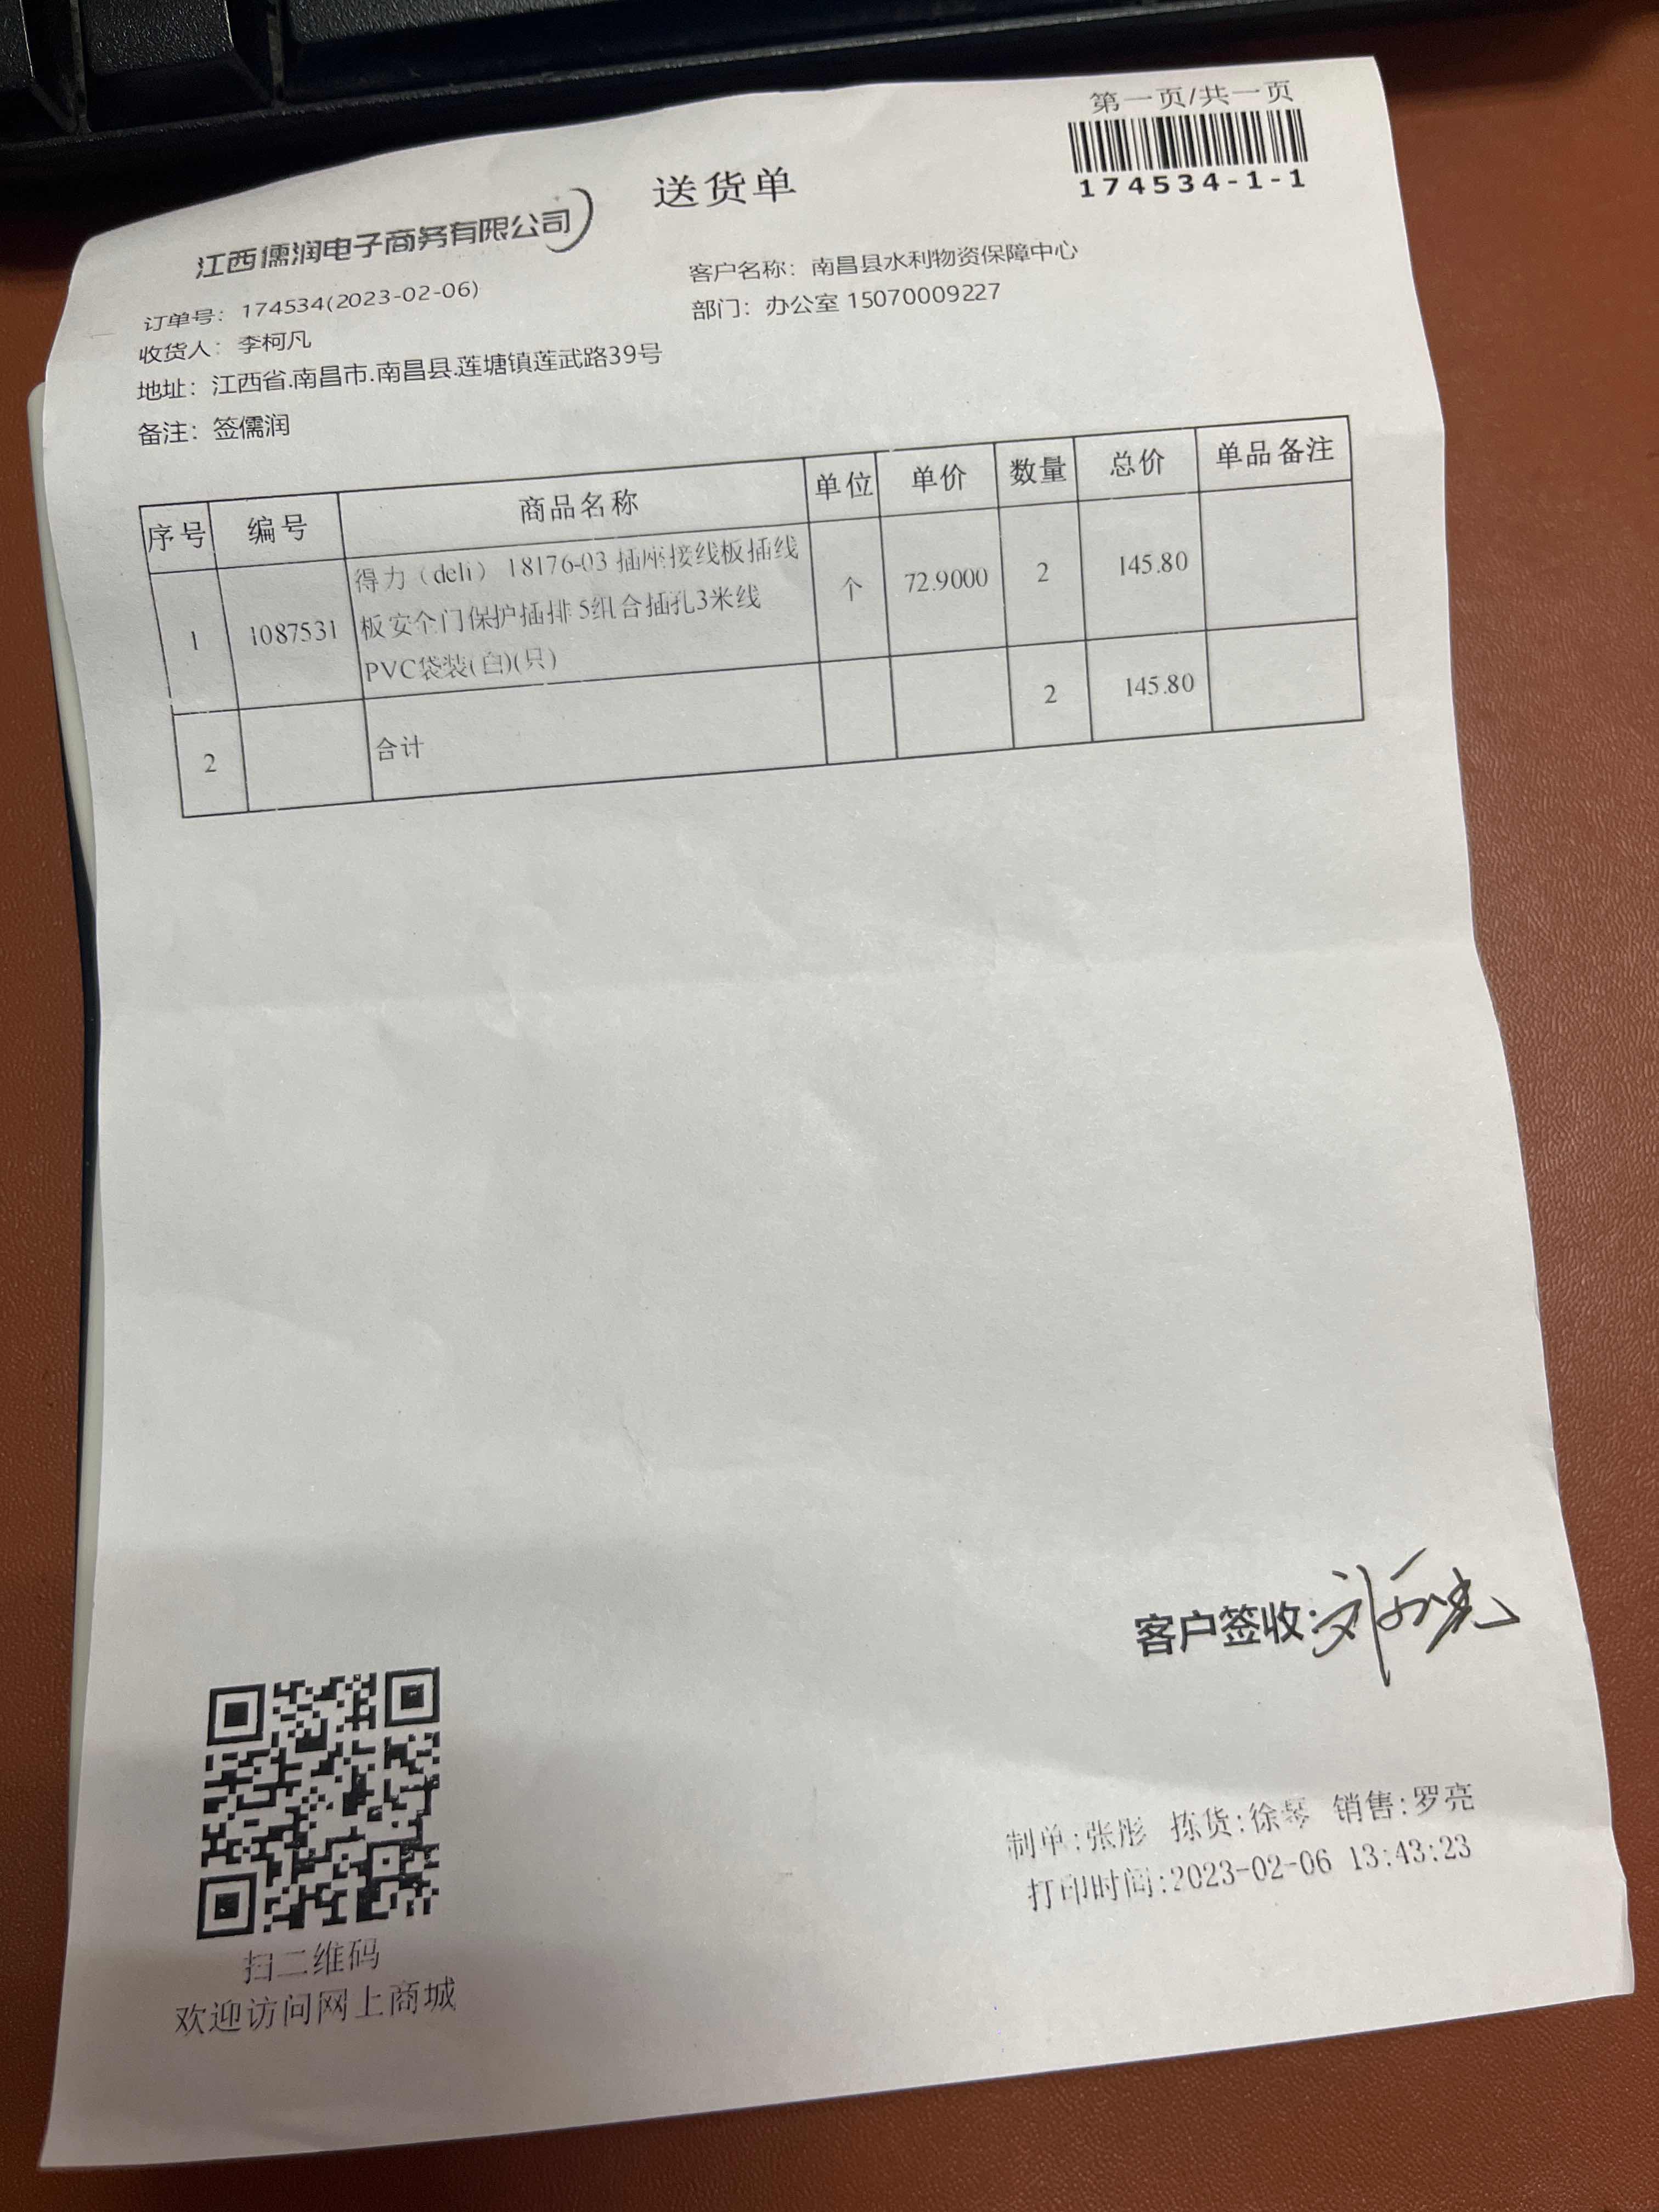 第一页/共一页
174534-1-1
送货单
江西儒润电子商务有限公司
订单号：174534(2023-02-06)
客户名称：南昌县水利物资保障中心
收货人：李柯凡
部门：办公室 15070009227
地址：江西省.南昌市.南昌县.莲塘镇莲武路39号
备注：签儒润
序号 编号 商品名称 单位 单价 数量 总价 单品备注
1 1087531 得力（deli） 18176-03 插座接线板插线 个 72.9000 2 145.80
板安全门保护插排 5组合插孔3米线
PVC袋装(白)(只)
2 合计 2 145.80
客户签收:
制单:张彤 拣货:徐琴 销售:罗亮
打印时间:2023-02-06 13:43:23
扫二维码
欢迎访问网上商城